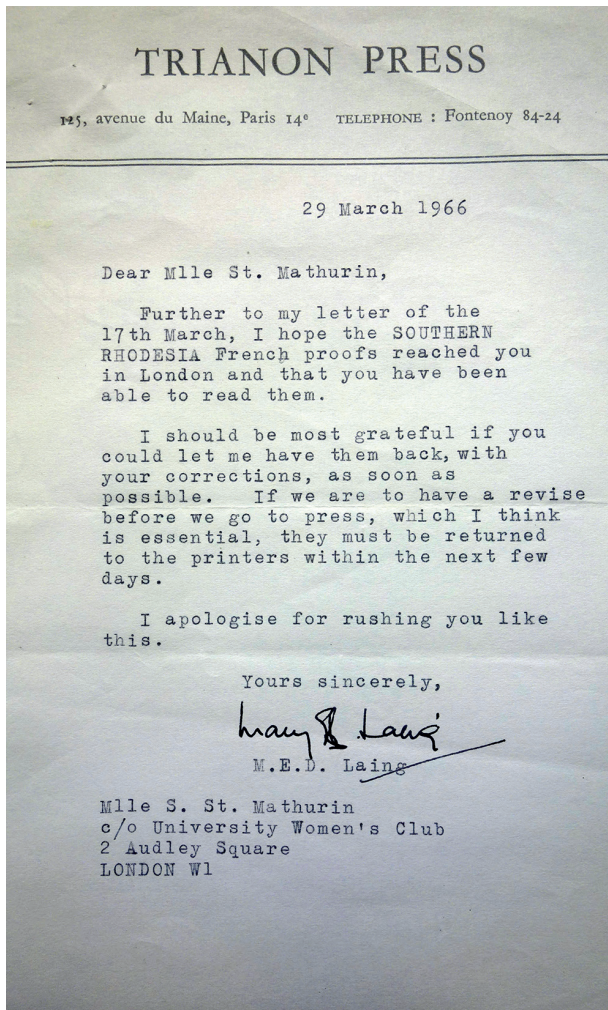 TRIANON PRESS
125, avenue du Maine, Paris 14e TELEPHONE : Fontenoy 84-24
29 March 1966
Dear Mlle St. Mathurin,
Further to my letter of the
17th March, I hope the SOUTHERN
RHODESIA French proofs reached you
in London and that you have been
able to read them.
I should be most grateful if you
could let me have them back, with
your corrections, as soon as
possible. If we are to have a revise
before we go to press, which I think
is essential, they must be returned
to the printers within the next few
days.
I apologise for rushing you like
this.
Yours sincerely,
Mary E Laing
M.E.D. Laing
Mlle S. St. Mathurin
c/o University Women's Club
2 Audley Square
LONDON W1